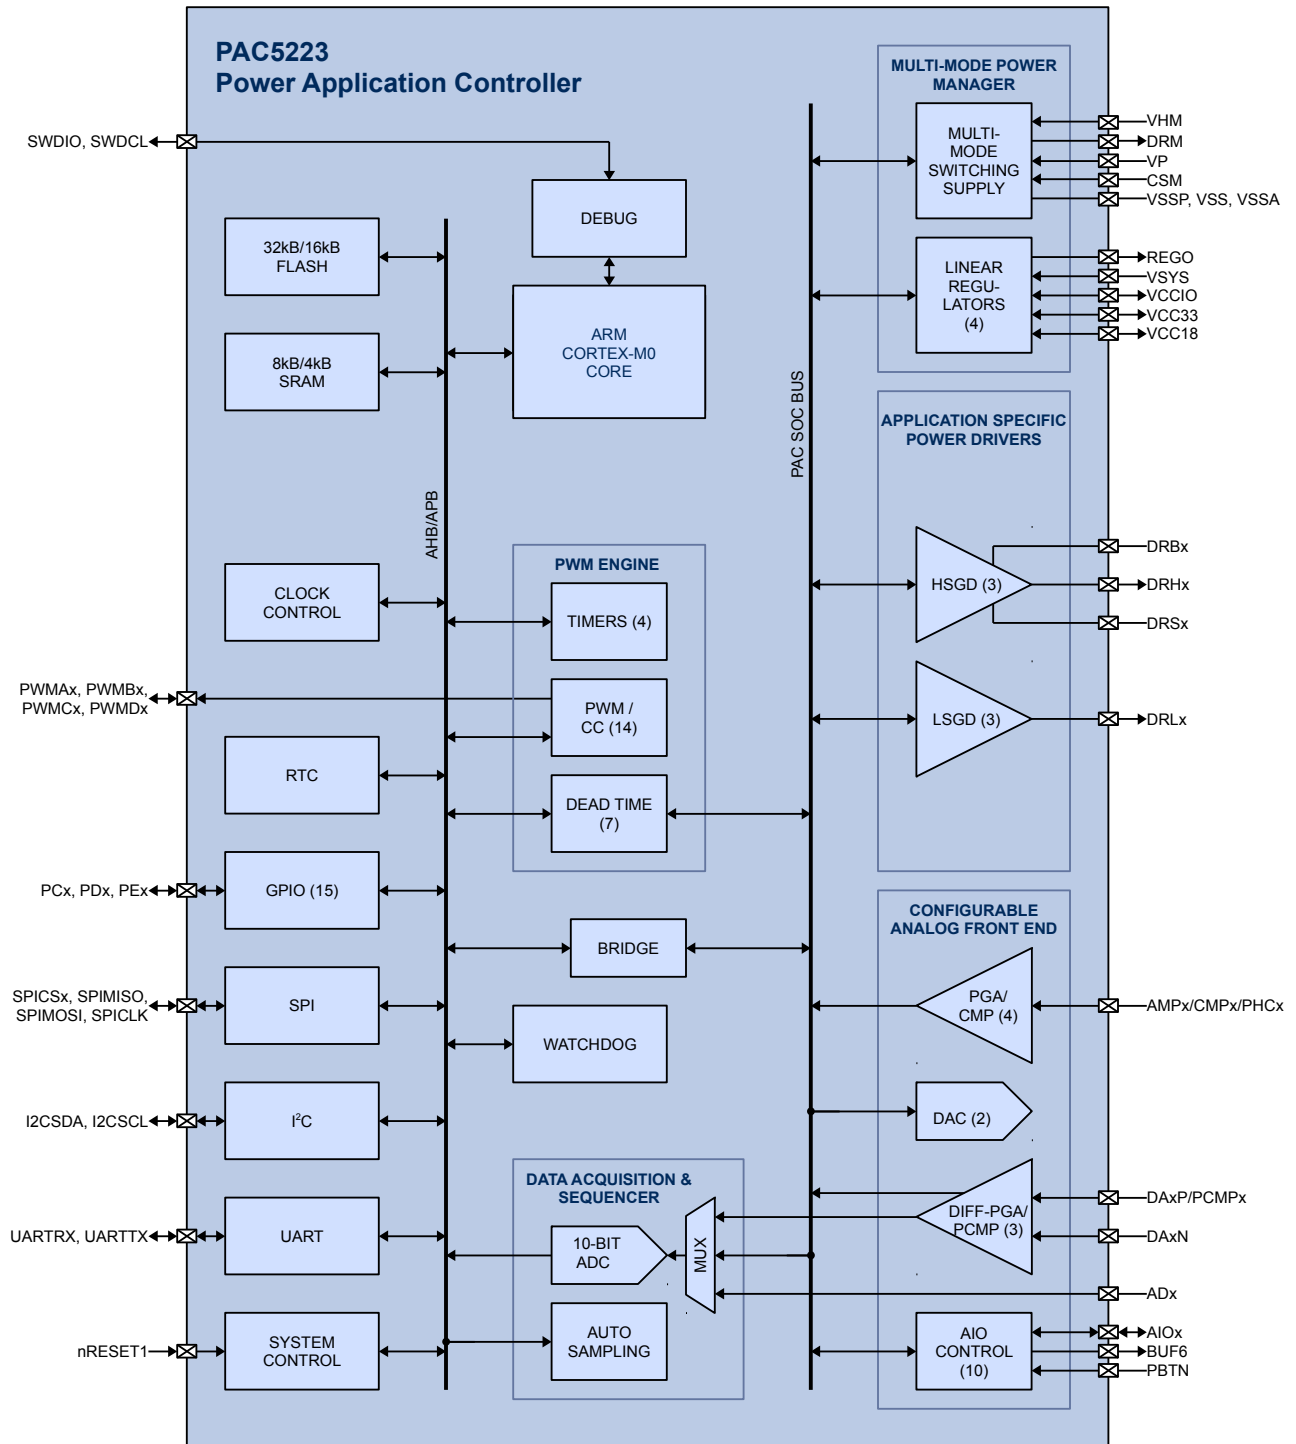 PAC5223
Power Application Controller
MULTI-MODE POWER
MANAGER
MULTI-
MODE
SWITCHING
SUPPLY
VHM
DRM
VP
CSM
VSSP, VSS, VSSA
SWDIO, SWDCL
DEBUG
32kB/16kB
FLASH
LINEAR
REGU-
LATORS
(4)
REGO
VSYS
VCCIO
VCC33
VCC18
ARM
CORTEX-M0
CORE
8kB/4kB
SRAM
PAC SOC BUS
AHB/APB
APPLICATION SPECIFIC
POWER DRIVERS
HSGD (3)
DRBx
DRHx
DRSx
LSGD (3)
DRLx
CLOCK
CONTROL
PWM ENGINE
TIMERS (4)
PWMAx, PWMBx,
PWMCx, PWMDx
PWM /
CC (14)
RTC
DEAD TIME
(7)
PCx, PDx, PEx
GPIO (15)
BRIDGE
CONFIGURABLE
ANALOG FRONT END
PGA/
CMP (4)
AMPx/CMPx/PHCx
SPICSx, SPIMISO,
SPIMOSI, SPICLK
SPI
WATCHDOG
I2CSDA, I2CSCL
I²C
DAC (2)
DATA ACQUISITION &
SEQUENCER
DIFF-PGA/
PCMP (3)
DAxP/PCMPx
DAxN
UARTRX, UARTTX
UART
10-BIT
ADC
MUX
ADx
nRESET1
SYSTEM
CONTROL
AUTO
SAMPLING
AIO
CONTROL
(10)
AIOx
BUF6
PBTN